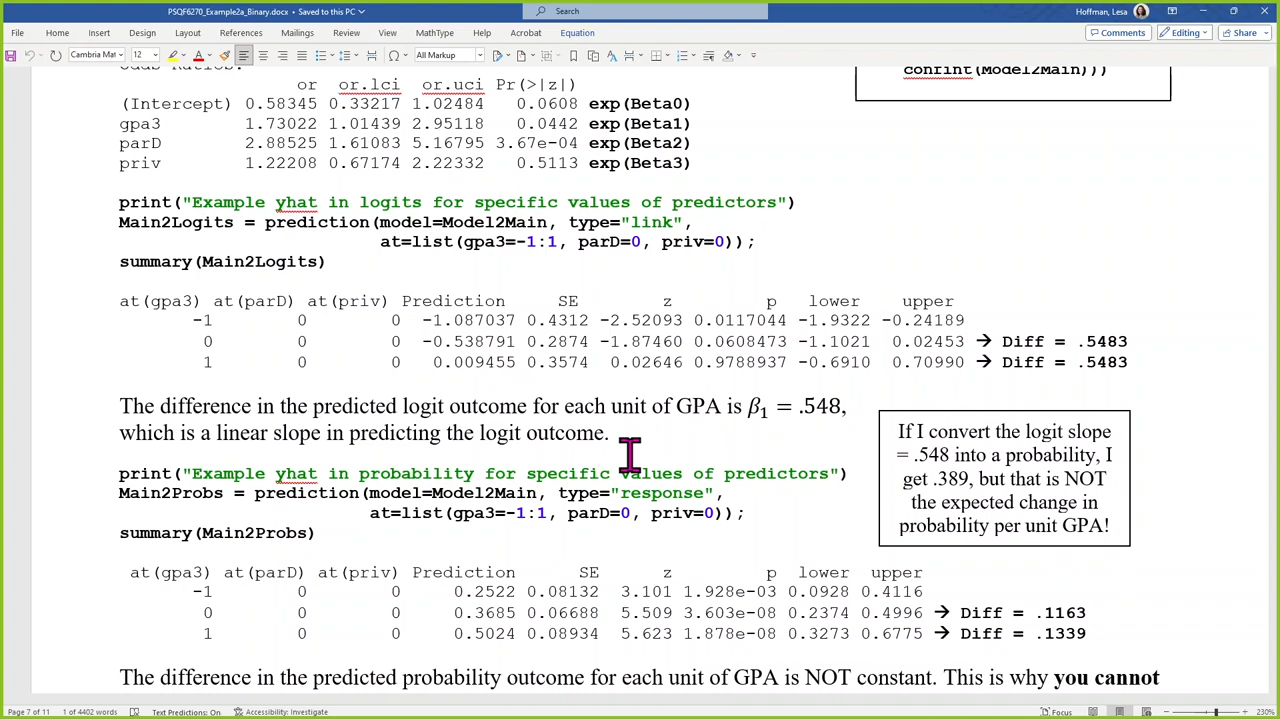 PSQF6270_Example2a_Binary.docx • Saved to this PC
Search
Hoffman, Lesa
File Home Insert Draw Design Layout References Mailings Review View MathType Help Acrobat Equation
Comments Editing Share
Cambria Mat 12 All Markup
Odds Ratios:
confint(Model2Main)))
or or.lci or.uci Pr(>|z|)
(Intercept) 0.58345 0.33217 1.02484 0.0608 exp(Beta0)
gpa3 1.73022 1.01439 2.95118 0.0442 exp(Beta1)
parD 2.88525 1.61083 5.16795 3.67e-04 exp(Beta2)
priv 1.22208 0.67174 2.22332 0.5113 exp(Beta3)
print("Example yhat in logits for specific values of predictors")
Main2Logits = prediction(model=Model2Main, type="link",
at=list(gpa3=-1:1, parD=0, priv=0));
summary(Main2Logits)
at(gpa3) at(parD) at(priv) Prediction SE z p lower upper
-1 0 0 -1.087037 0.4312 -2.52093 0.0117044 -1.9322 -0.24189
0 0 0 -0.538791 0.2874 -1.87460 0.0608473 -1.1021 0.02453 → Diff = .5483
1 0 0 0.009455 0.3574 0.02646 0.9788937 -0.6910 0.70990 → Diff = .5483
The difference in the predicted logit outcome for each unit of GPA is β₁ = .548,
which is a linear slope in predicting the logit outcome.
If I convert the logit slope
= .548 into a probability, I
get .389, but that is NOT
the expected change in
probability per unit GPA!
print("Example yhat in probability for specific values of predictors")
Main2Probs = prediction(model=Model2Main, type="response",
at=list(gpa3=-1:1, parD=0, priv=0));
summary(Main2Probs)
at(gpa3) at(parD) at(priv) Prediction SE z p lower upper
-1 0 0 0.2522 0.08132 3.101 1.928e-03 0.0928 0.4116
0 0 0 0.3685 0.06688 5.509 3.603e-08 0.2374 0.4996 → Diff = .1163
1 0 0 0.5024 0.08934 5.623 1.878e-08 0.3273 0.6775 → Diff = .1339
The difference in the predicted probability outcome for each unit of GPA is NOT constant. This is why you cannot
Page 7 of 11 1 of 4402 words Text Predictions: On Accessibility: Investigate Focus 230%